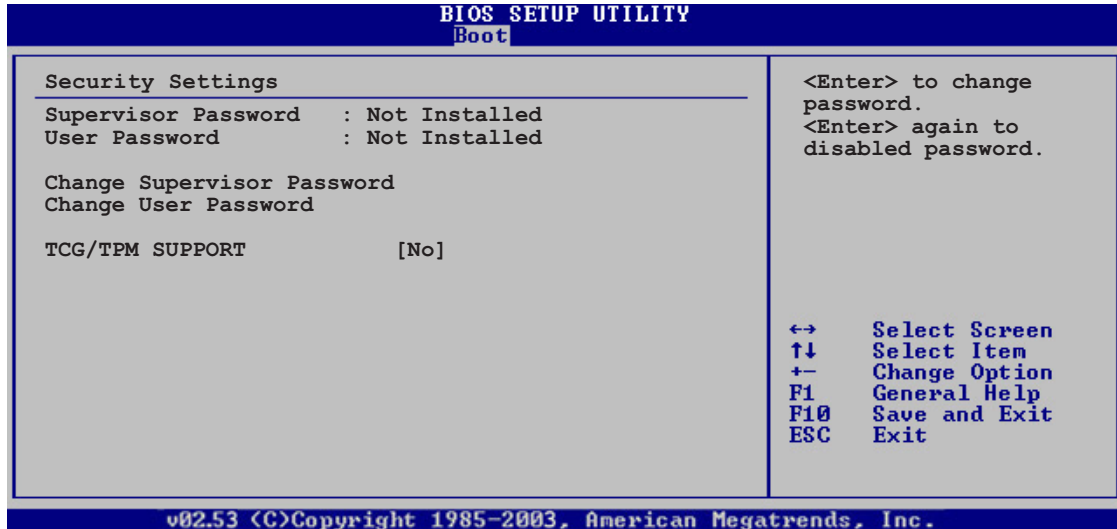 BIOS SETUP UTILITY
Boot
Security Settings
Supervisor Password : Not Installed
User Password : Not Installed
Change Supervisor Password
Change User Password
TCG/TPM SUPPORT [No]
<Enter> to change
password.
<Enter> again to
disabled password.
←→ Select Screen
↑↓ Select Item
+- Change Option
F1 General Help
F10 Save and Exit
ESC Exit
v02.53 (C)Copyright 1985-2003, American Megatrends, Inc.